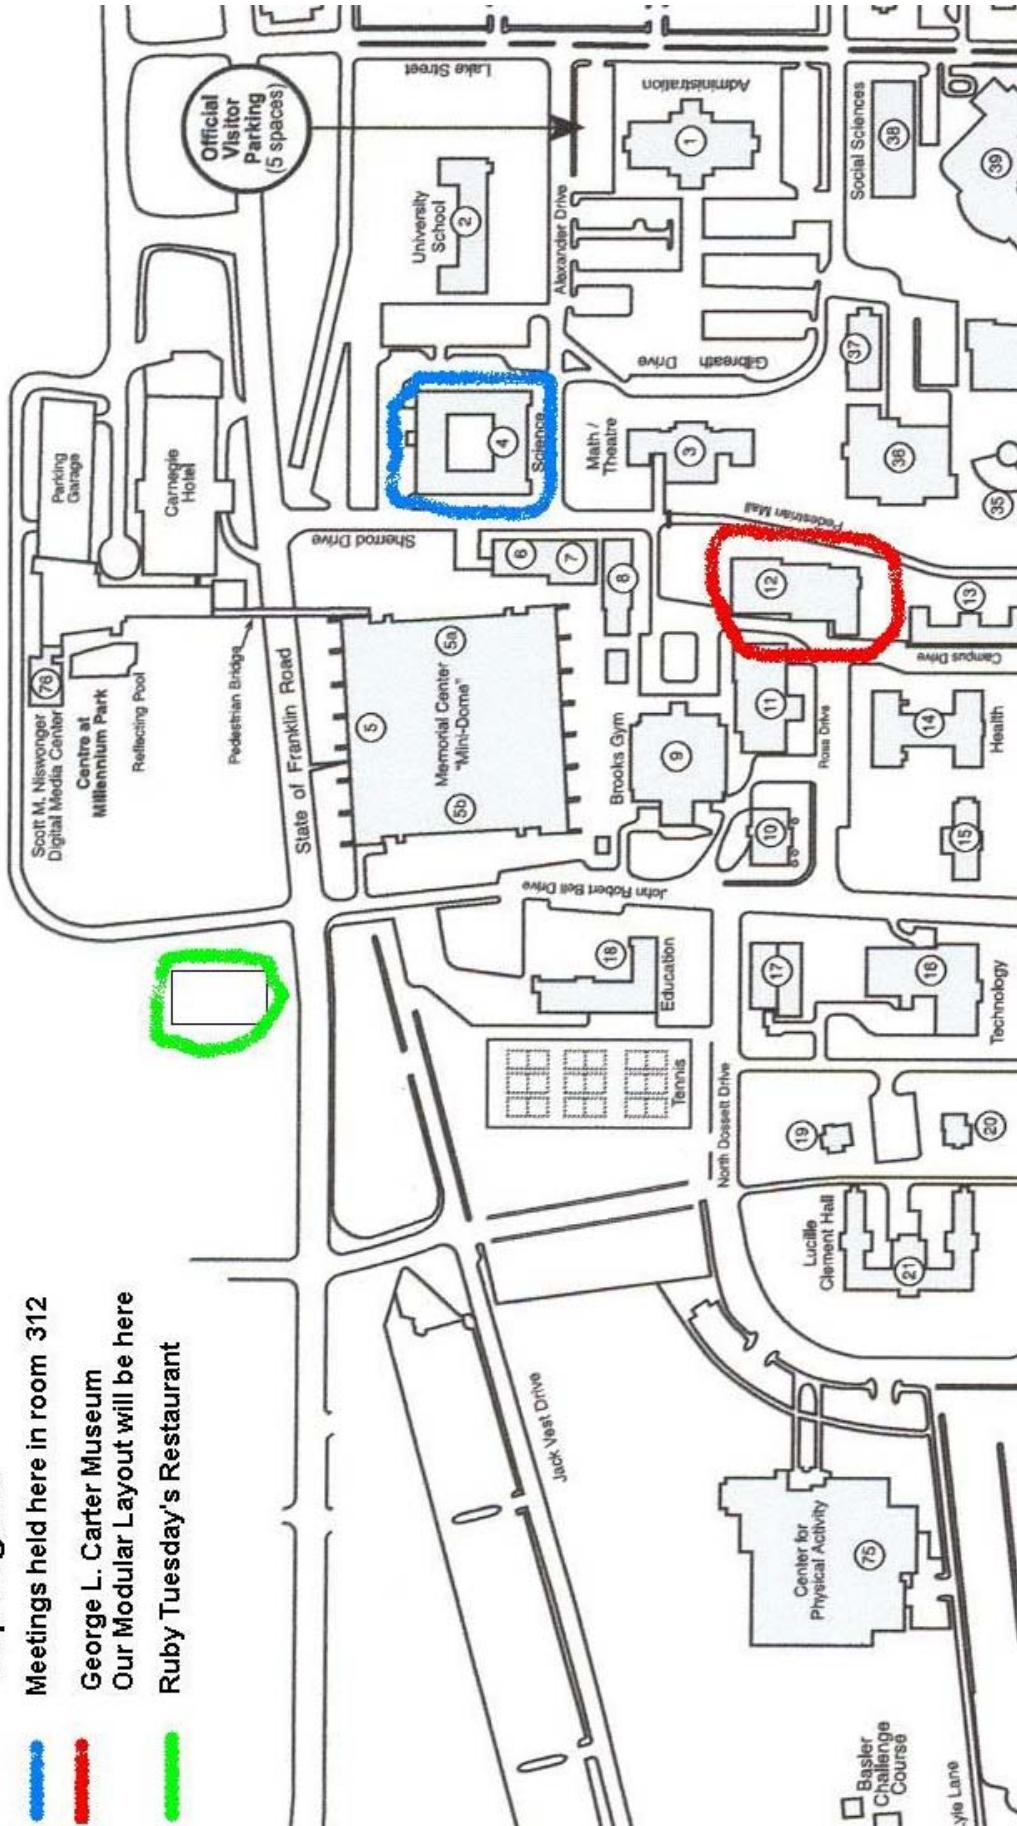 Meetings held here in room 312
George L. Carter Museum
Our Modular Layout will be here
Ruby Tuesday's Restaurant
Official
Visitor
Parking
(5 spaces)
Lake Street
Administration
1
University
School
2
Alexander Drive
Social Sciences
38
39
Gilbreath Drive
37
Parking
Garage
Carnegie
Hotel
4
Science
Math /
Theatre
3
36
35
Pedestrian Mall
Sherrod Drive
6
7
8
12
13
Campus Drive
76
Scott M. Niswonger
Digital Media Center
Centre at
Millennium Park
Reflecting Pool
Pedestrian Bridge
State of Franklin Road
5
5a
5b
Memorial Center
"Mini-Dome"
Brooks Gym
9
11
Ross Drive
14
Health
10
15
John Robert Bell Drive
18
Education
17
16
Technology
Tennis
North Dossett Drive
19
20
Lucille
Clement Hall
21
Jack Vest Drive
Center for
Physical Activity
75
Basler
Challenge
Course
yle Lane